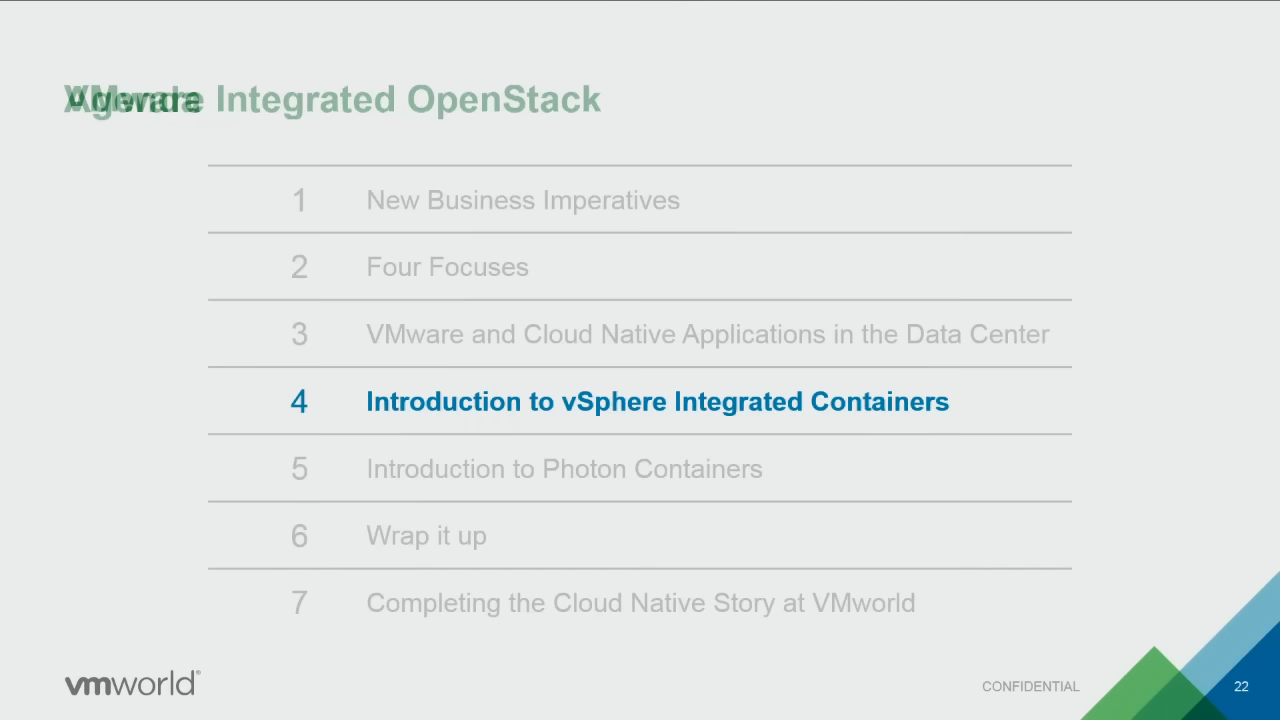 Agenda
VMware Integrated OpenStack
1 New Business Imperatives
2 Four Focuses
3 VMware and Cloud Native Applications in the Data Center
4 Introduction to vSphere Integrated Containers
5 Introduction to Photon Containers
6 Wrap it up
7 Completing the Cloud Native Story at VMworld
vmworld®
CONFIDENTIAL
22